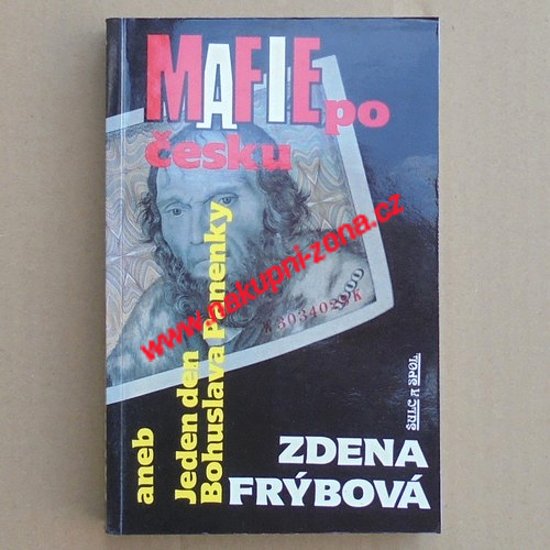 MAFIE po
česku
aneb
Jeden den
Bohuslava Panenky
www.nakupni-zona.cz
ŠULC A SPOL.
ZDENA
FRÝBOVÁ